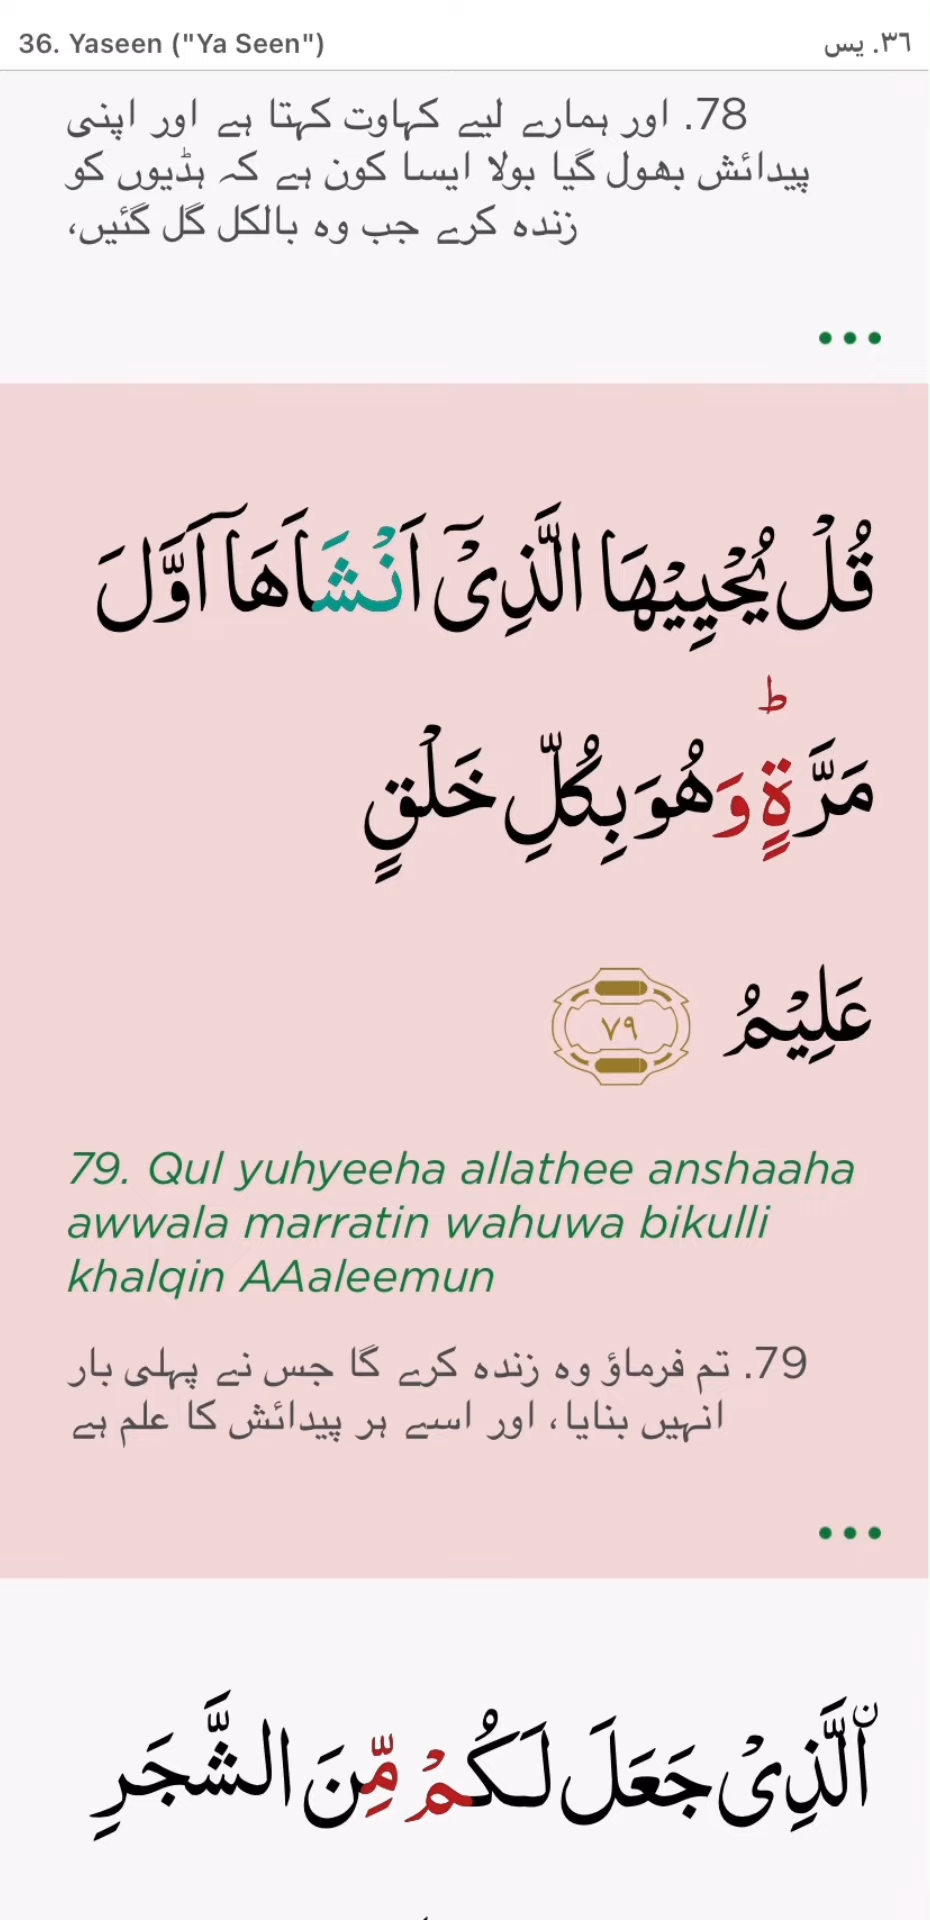 36. Yaseen ("Ya Seen") ٣٦. يس
78. اور ہمارے لیے کہاوت کہتا ہے اور اپنی
پیدائش بھول گیا بولا ایسا کون ہے کہ ہڈیوں کو
زندہ کرے جب وہ بالکل گل گئیں،
قُلْ يُحْيِيْهَا الَّذِىْۤ اَنْشَاَهَاۤ اَوَّلَ
مَرَّةٍ ؕ وَهُوَ بِكُلِّ خَلْقٍ
عَلِيْمُ ٧٩
79. Qul yuhyeeha allathee anshaaha
awwala marratin wahuwa bikulli
khalqin AAaleemun
79. تم فرماؤ وہ زندہ کرے گا جس نے پہلی بار
انہیں بنایا، اور اسے ہر پیدائش کا علم ہے
اۨلَّذِىْ جَعَلَ لَـكُمْ مِّنَ الشَّجَرِ